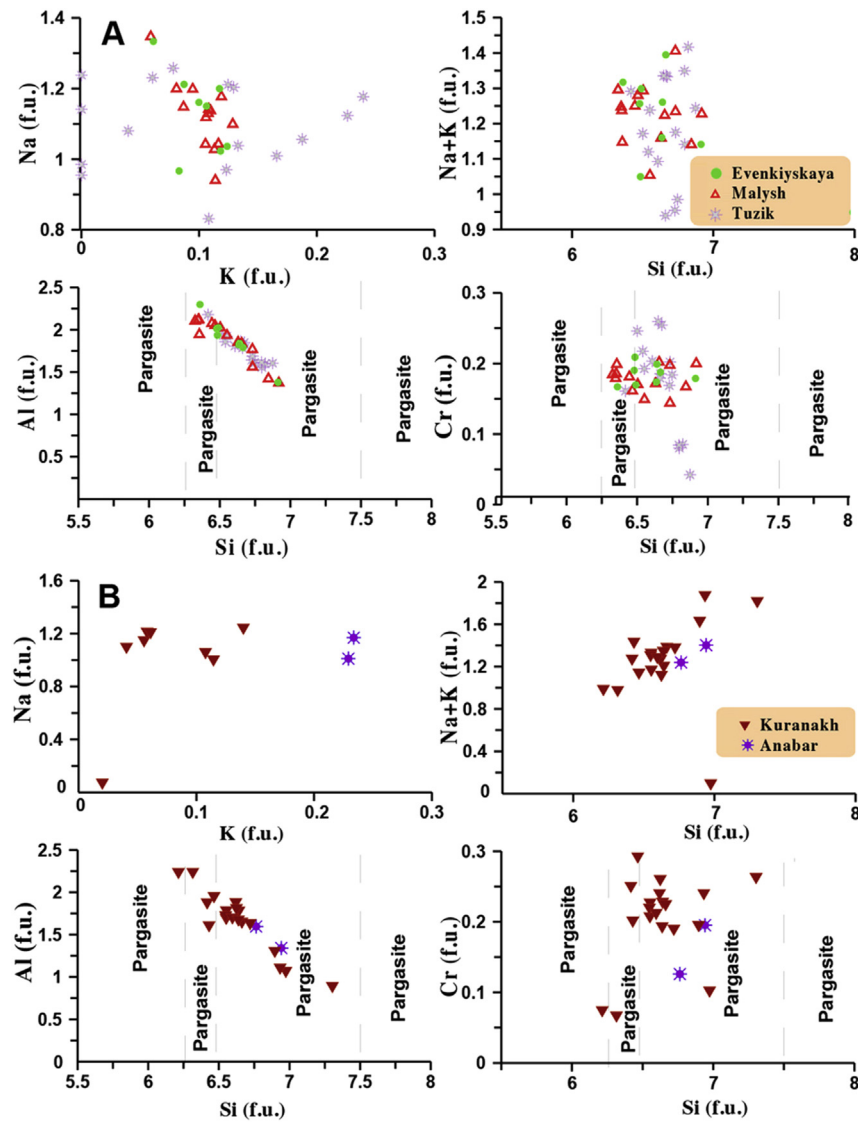 A
Na (f.u.)
1.4
1.2
1.0
0.8
0
0.1
0.2
0.3
K (f.u.)
Na+K (f.u.)
1.5
1.4
1.3
1.2
1.1
1
0.9
6
7
8
Si (f.u.)
Evenkiyskaya
Malysh
Tuzik
Al (f.u.)
2.5
2
1.5
1
0.5
0
5.5
6
6.5
7
7.5
8
Si (f.u.)
Pargasite
Pargasite
Pargasite
Pargasite
Cr (f.u.)
0.3
0.2
0.1
0
5.5
6
6.5
7
7.5
8
Si (f.u.)
Pargasite
Pargasite
Pargasite
Pargasite
B
Na (f.u.)
1.6
1.2
0.8
0.4
0
0.1
0.2
0.3
K (f.u.)
Na+K (f.u.)
2
1.6
1.2
0.8
0.4
0
6
7
8
Si (f.u.)
Kuranakh
Anabar
Al (f.u.)
2.5
2
1.5
1
0.5
0
5.5
6
6.5
7
7.5
8
Si (f.u.)
Pargasite
Pargasite
Pargasite
Pargasite
Cr (f.u.)
0.3
0.2
0.1
0
6
7
8
Si (f.u.)
Pargasite
Pargasite
Pargasite
Pargasite